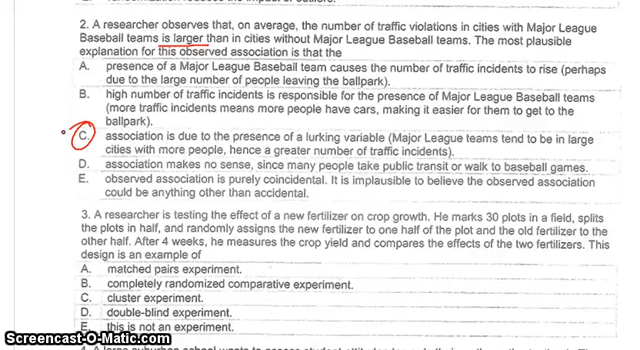 2. A researcher observes that, on average, the number of traffic violations in cities with Major League
Baseball teams is larger than in cities without Major League Baseball teams. The most plausible
explanation for this observed association is that the
A. presence of a Major League Baseball team causes the number of traffic incidents to rise (perhaps
due to the large number of people leaving the ballpark).
B. high number of traffic incidents is responsible for the presence of Major League Baseball teams
(more traffic incidents means more people have cars, making it easier for them to get to the
ballpark).
C. association is due to the presence of a lurking variable (Major League teams tend to be in large
cities with more people, hence a greater number of traffic incidents).
D. association makes no sense, since many people take public transit or walk to baseball games.
E. observed association is purely coincidental. It is implausible to believe the observed association
could be anything other than accidental.
3. A researcher is testing the effect of a new fertilizer on crop growth. He marks 30 plots in a field, splits
the plots in half, and randomly assigns the new fertilizer to one half of the plot and the old fertilizer to the
other half. After 4 weeks, he measures the crop yield and compares the effects of the two fertilizers. This
design is an example of
A. matched pairs experiment.
B. completely randomized comparative experiment.
C. cluster experiment.
D. double-blind experiment.
E. this is not an experiment.
Screencast-O-Matic.com